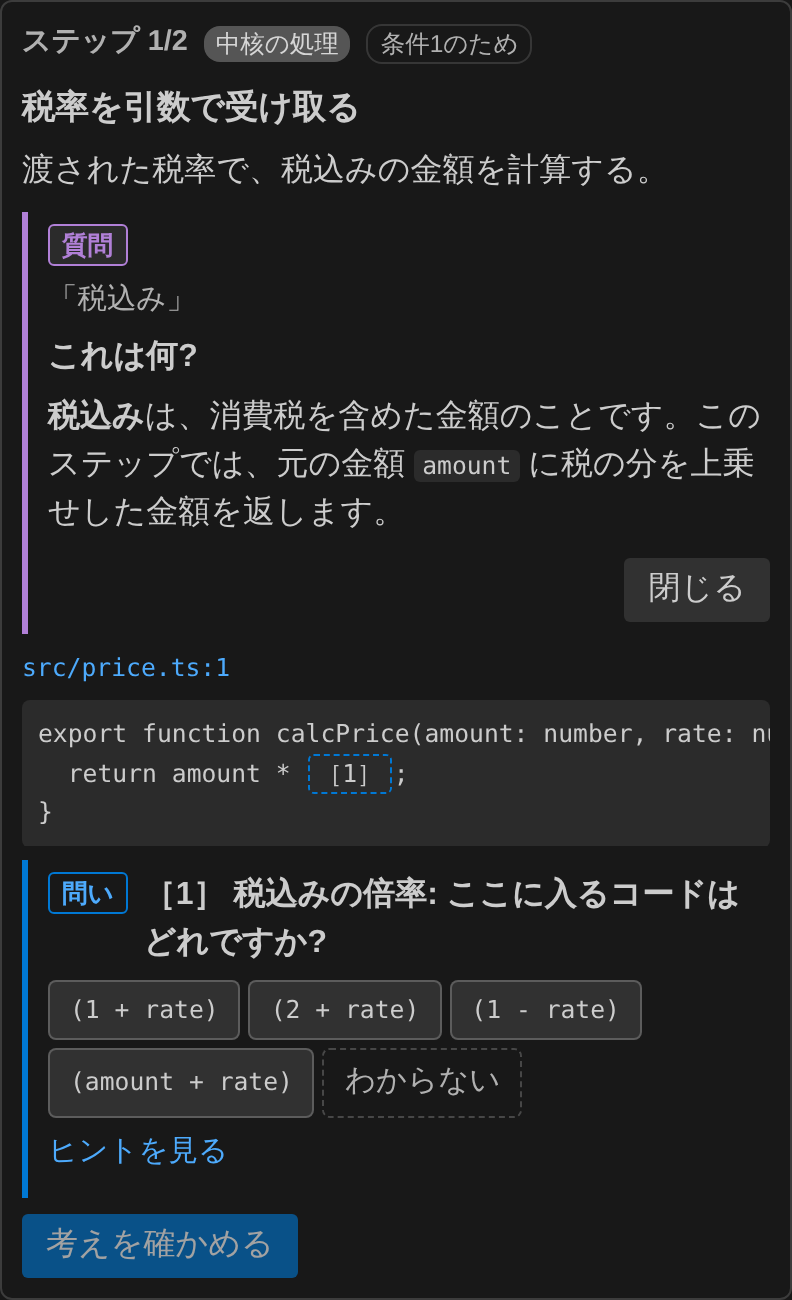 ステップ 1/2 中核の処理 条件1のため
税率を引数で受け取る
渡された税率で、税込みの金額を計算する。
質問
「税込み」
これは何?
税込みは、消費税を含めた金額のことです。この
ステップでは、元の金額 amount に税の分を上乗
せした金額を返します。
閉じる
src/price.ts:1
export function calcPrice(amount: number, rate: nu
return amount * [1] ;
}
問い [1] 税込みの倍率: ここに入るコードは
どれですか?
(1 + rate) (2 + rate) (1 - rate)
(amount + rate) わからない
ヒントを見る
考えを確かめる